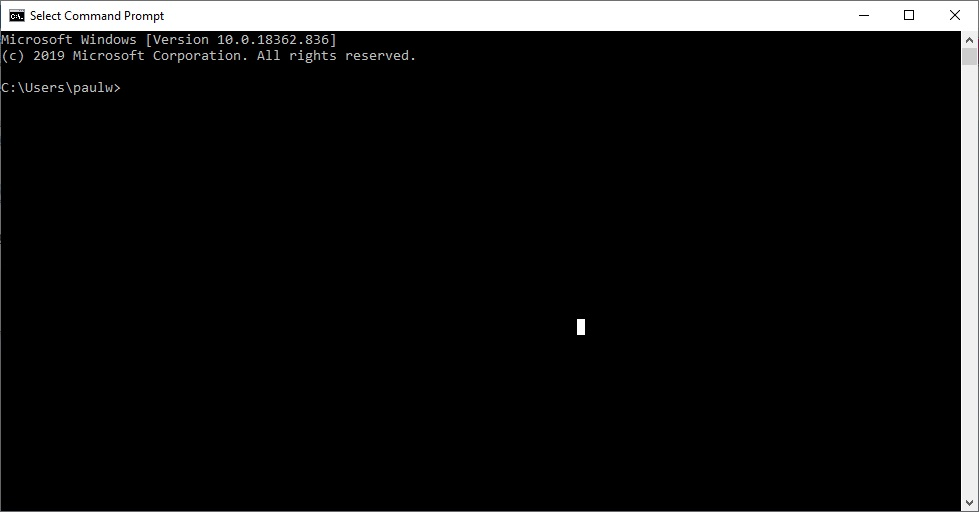 Select Command Prompt
Microsoft Windows [Version 10.0.18362.836]
(c) 2019 Microsoft Corporation. All rights reserved.
C:\Users\paulw>